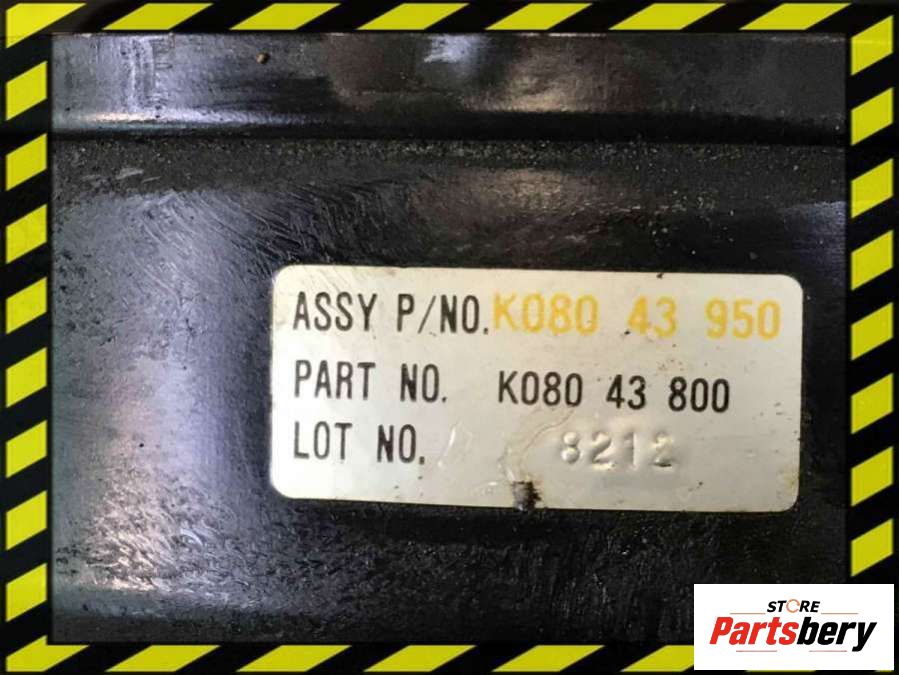 ASSY P/NO. K080 43 950
PART NO. K080 43 800
LOT NO. 8212
STORE
Partsbery